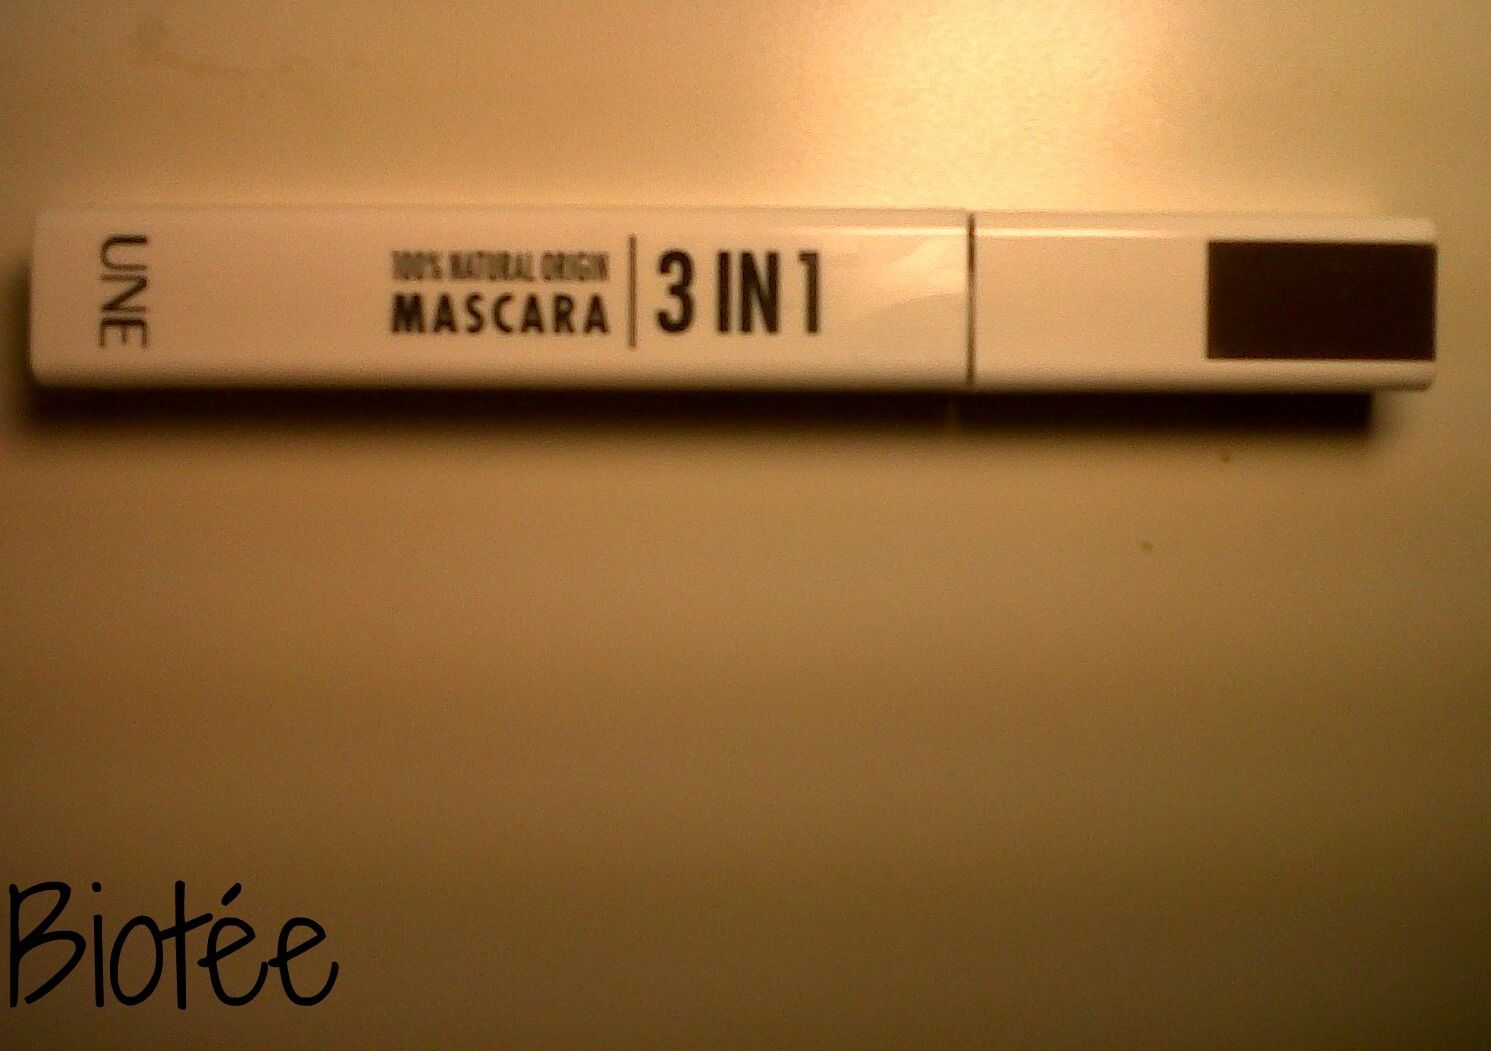 UNE
100% NATURAL ORIGIN
MASCARA
3 IN 1
Biotée